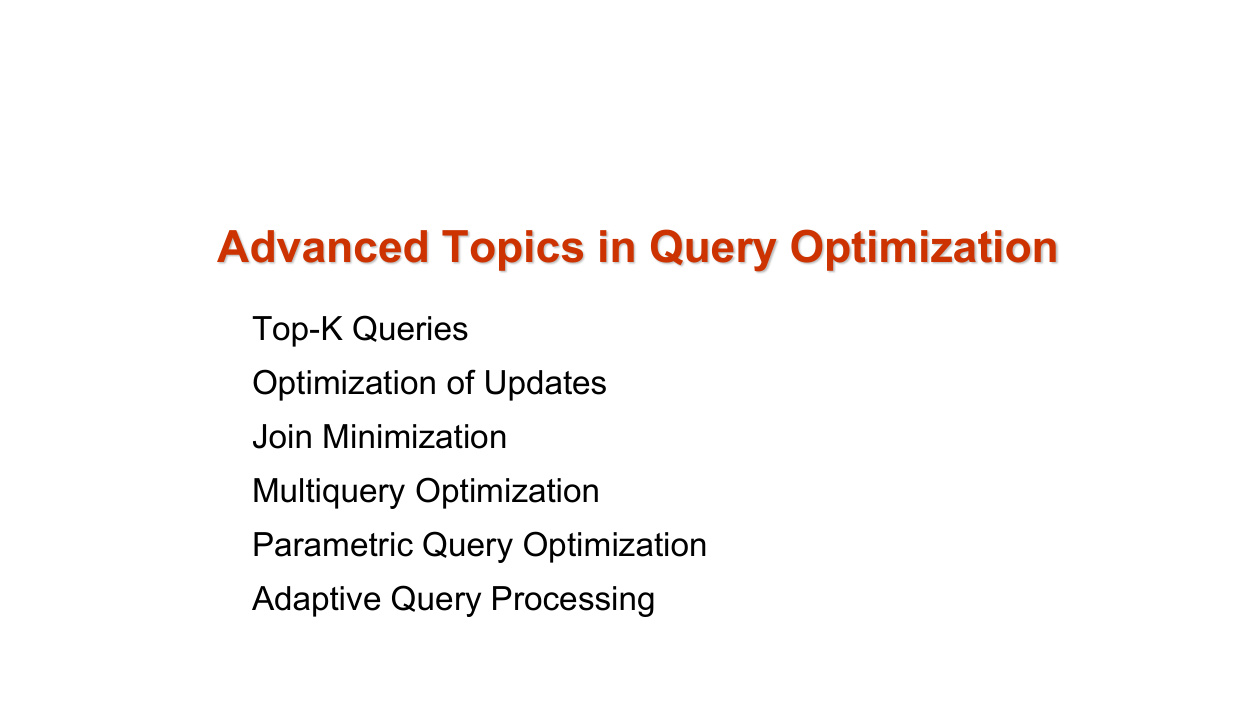 Advanced Topics in Query Optimization
Top-K Queries
Optimization of Updates
Join Minimization
Multiquery Optimization
Parametric Query Optimization
Adaptive Query Processing